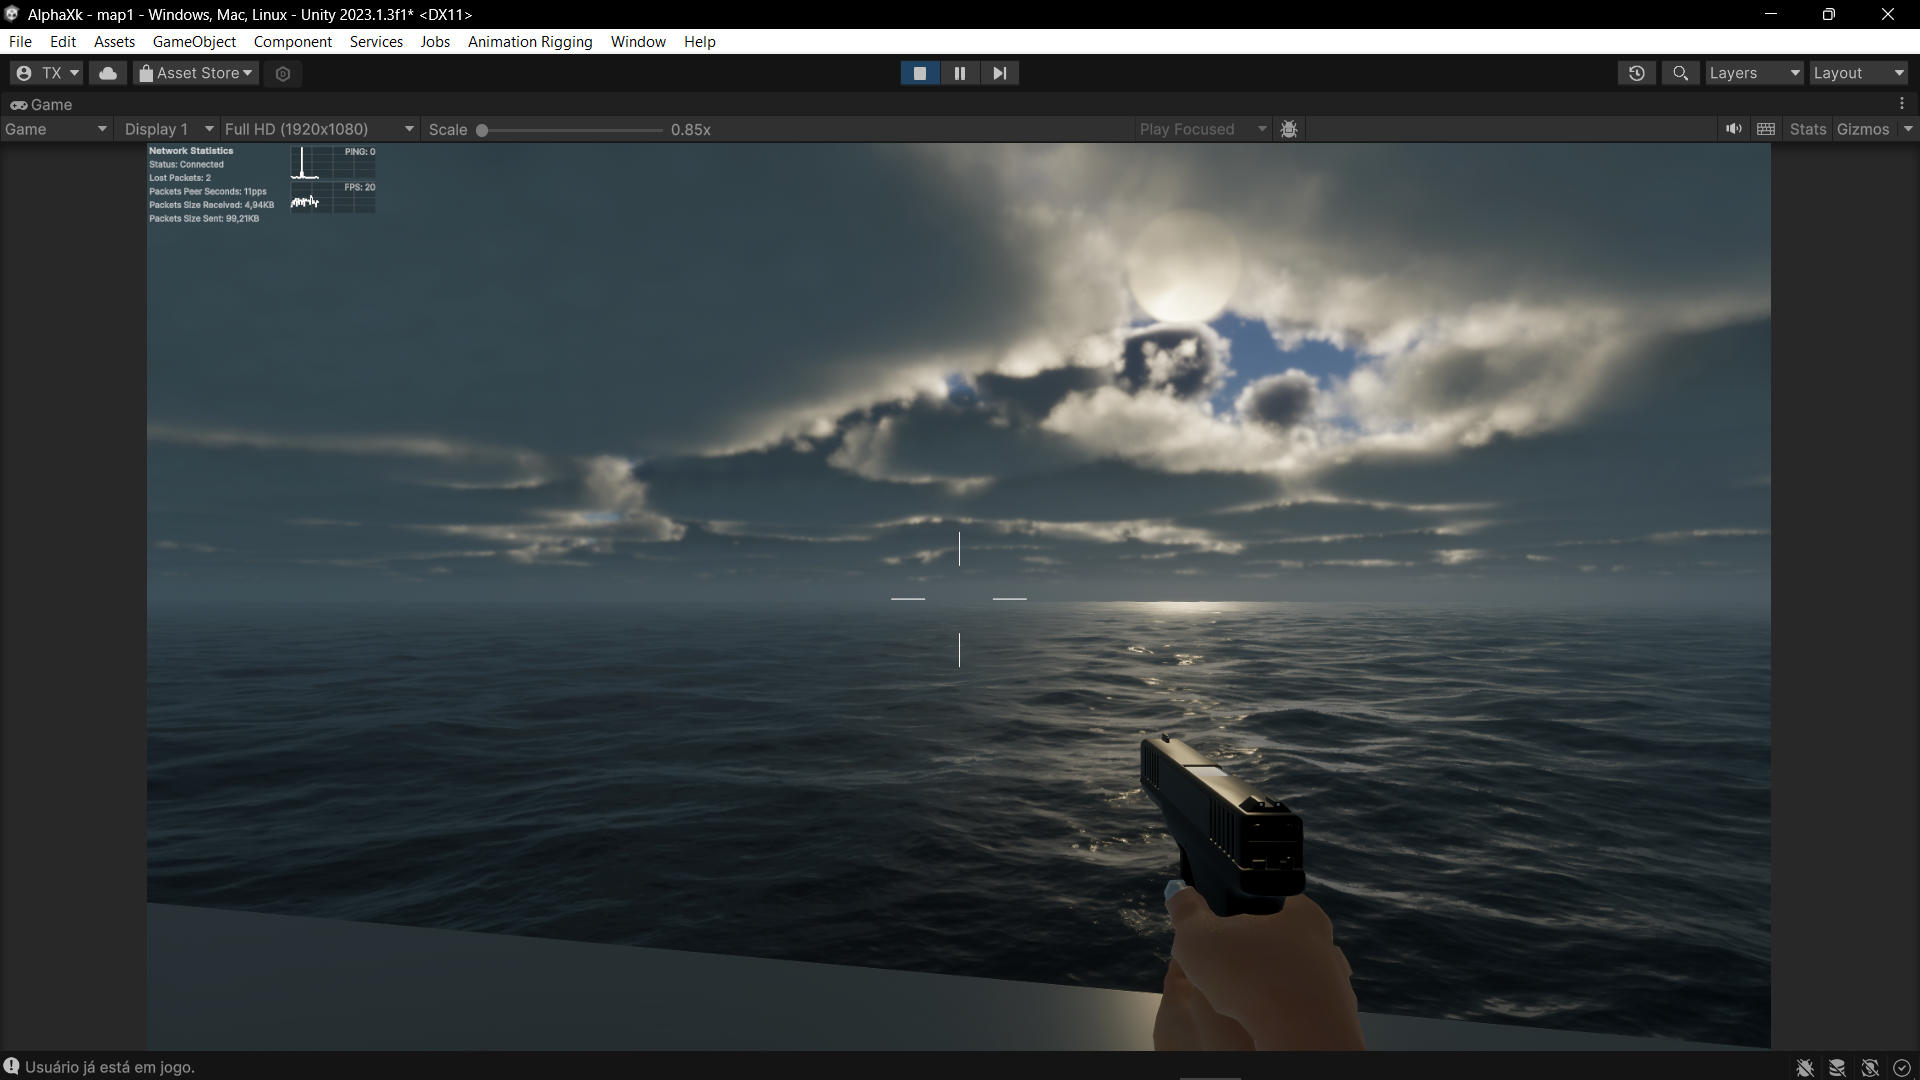 AlphaXk - map1 - Windows, Mac, Linux - Unity 2023.1.3f1* <DX11>
File Edit Assets GameObject Component Services Jobs Animation Rigging Window Help
TX Asset Store Layers Layout
Game
Game Display 1 Full HD (1920x1080) Scale 0.85x Play Focused Stats Gizmos
Network Statistics
Status: Connected
Lost Packets: 2
Packets Peer Seconds: 11pps
Packets Size Received: 4,94KB
Packets Size Sent: 99,21KB
PING: 0
FPS: 20
Usuário já está em jogo.